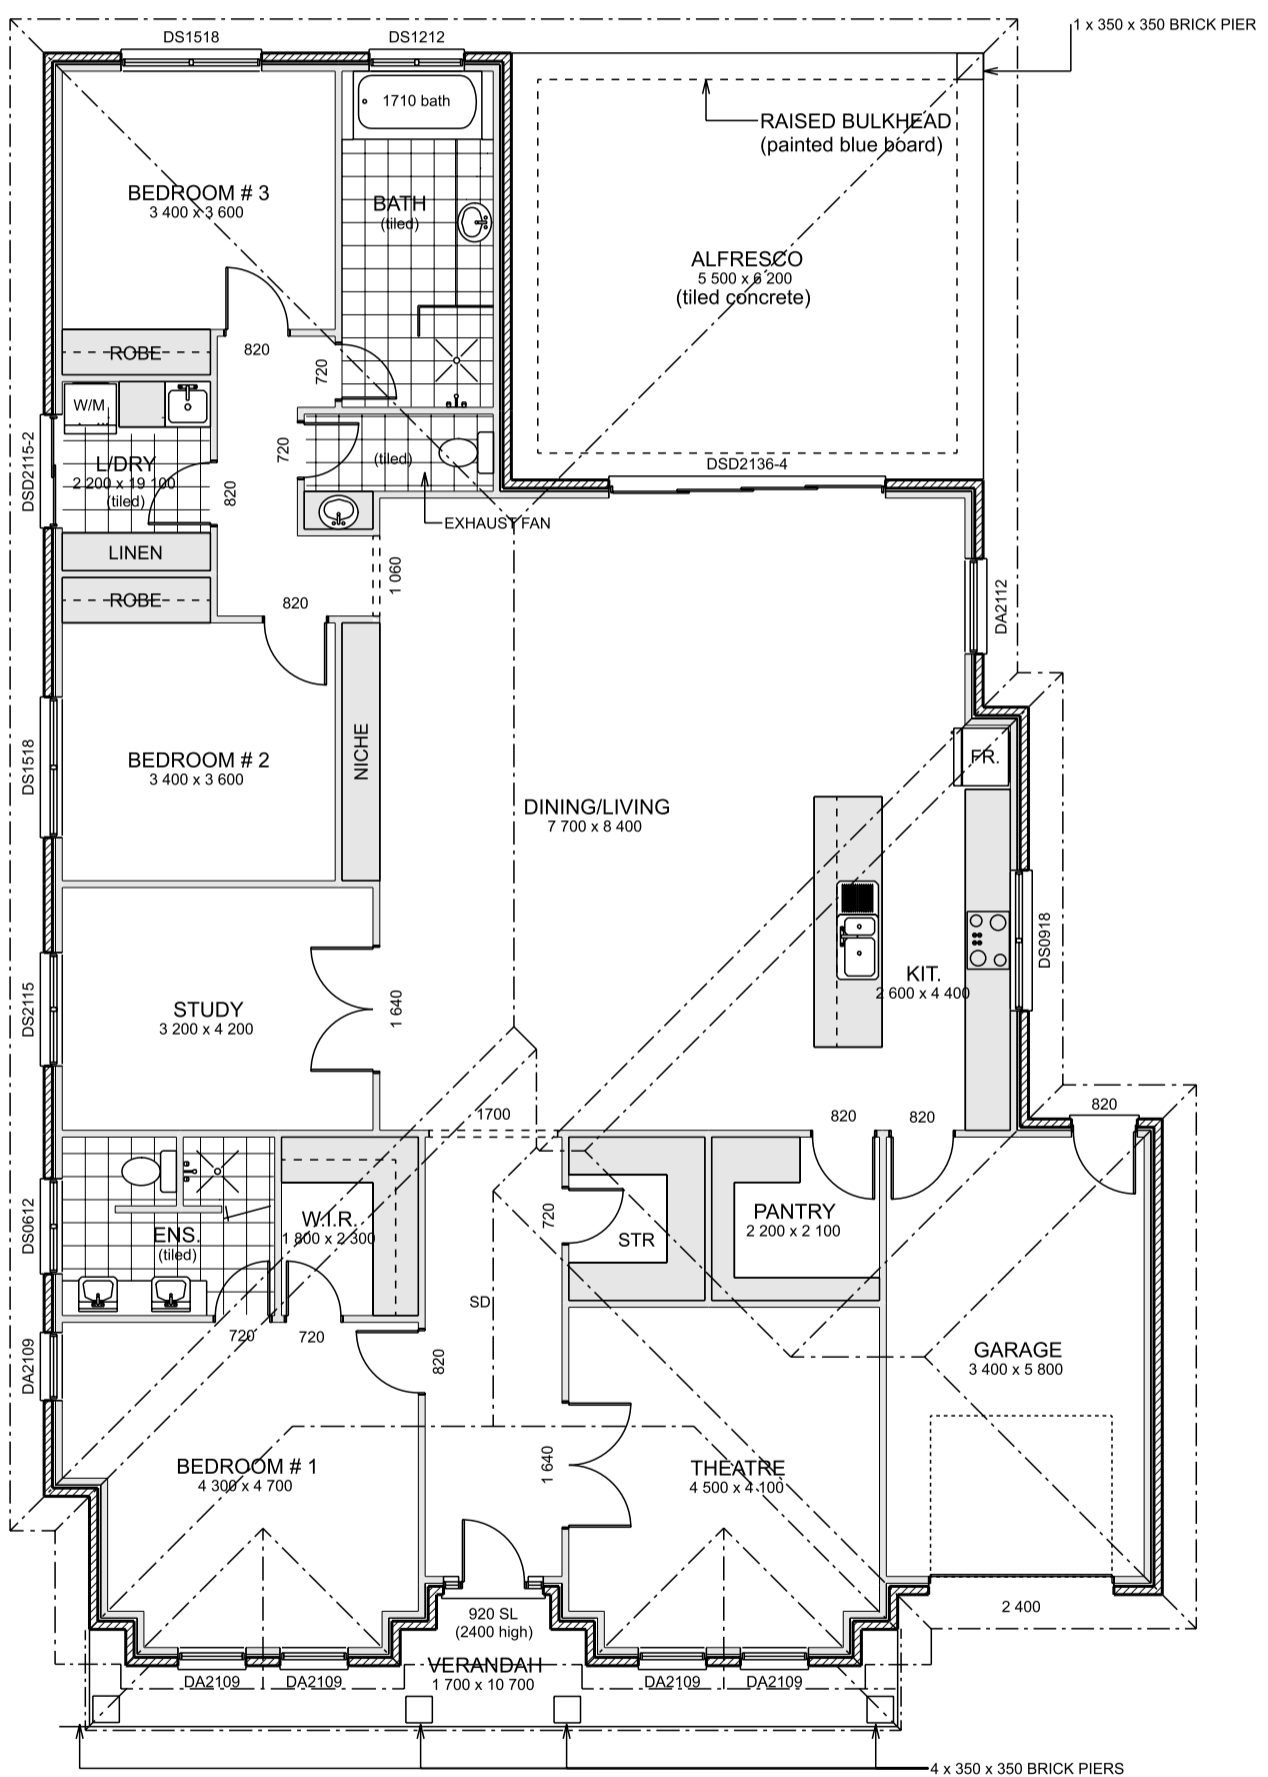 DS1518
DS1212
1 x 350 x 350 BRICK PIER
1710 bath
RAISED BULKHEAD
(painted blue board)
BEDROOM # 3
3 400 x 3 600
BATH
(tiled)
ALFRESCO
5 500 x 6 200
(tiled concrete)
ROBE
820
720
W/M
L/DRY
2 200 x 19 100
(tiled)
DSD2115-2
820
720
(tiled)
DSD2136-4
EXHAUST FAN
LINEN
ROBE
820
1 060
DA2112
BEDROOM # 2
3 400 x 3 600
DS1518
NICHE
FR.
DINING/LIVING
7 700 x 8 400
DS0918
KIT.
2 600 x 4 400
STUDY
3 200 x 4 200
DS2115
1 640
1700
820
820
820
DS0612
ENS.
(tiled)
W.I.R.
1 800 x 2 300
720
STR
PANTRY
2 200 x 2 100
SD
720
720
820
DA2109
GARAGE
3 400 x 5 800
BEDROOM # 1
4 300 x 4 700
1 640
THEATRE
4 500 x 4 100
920 SL
(2400 high)
2 400
VERANDAH
1 700 x 10 700
DA2109
DA2109
DA2109
DA2109
4 x 350 x 350 BRICK PIERS